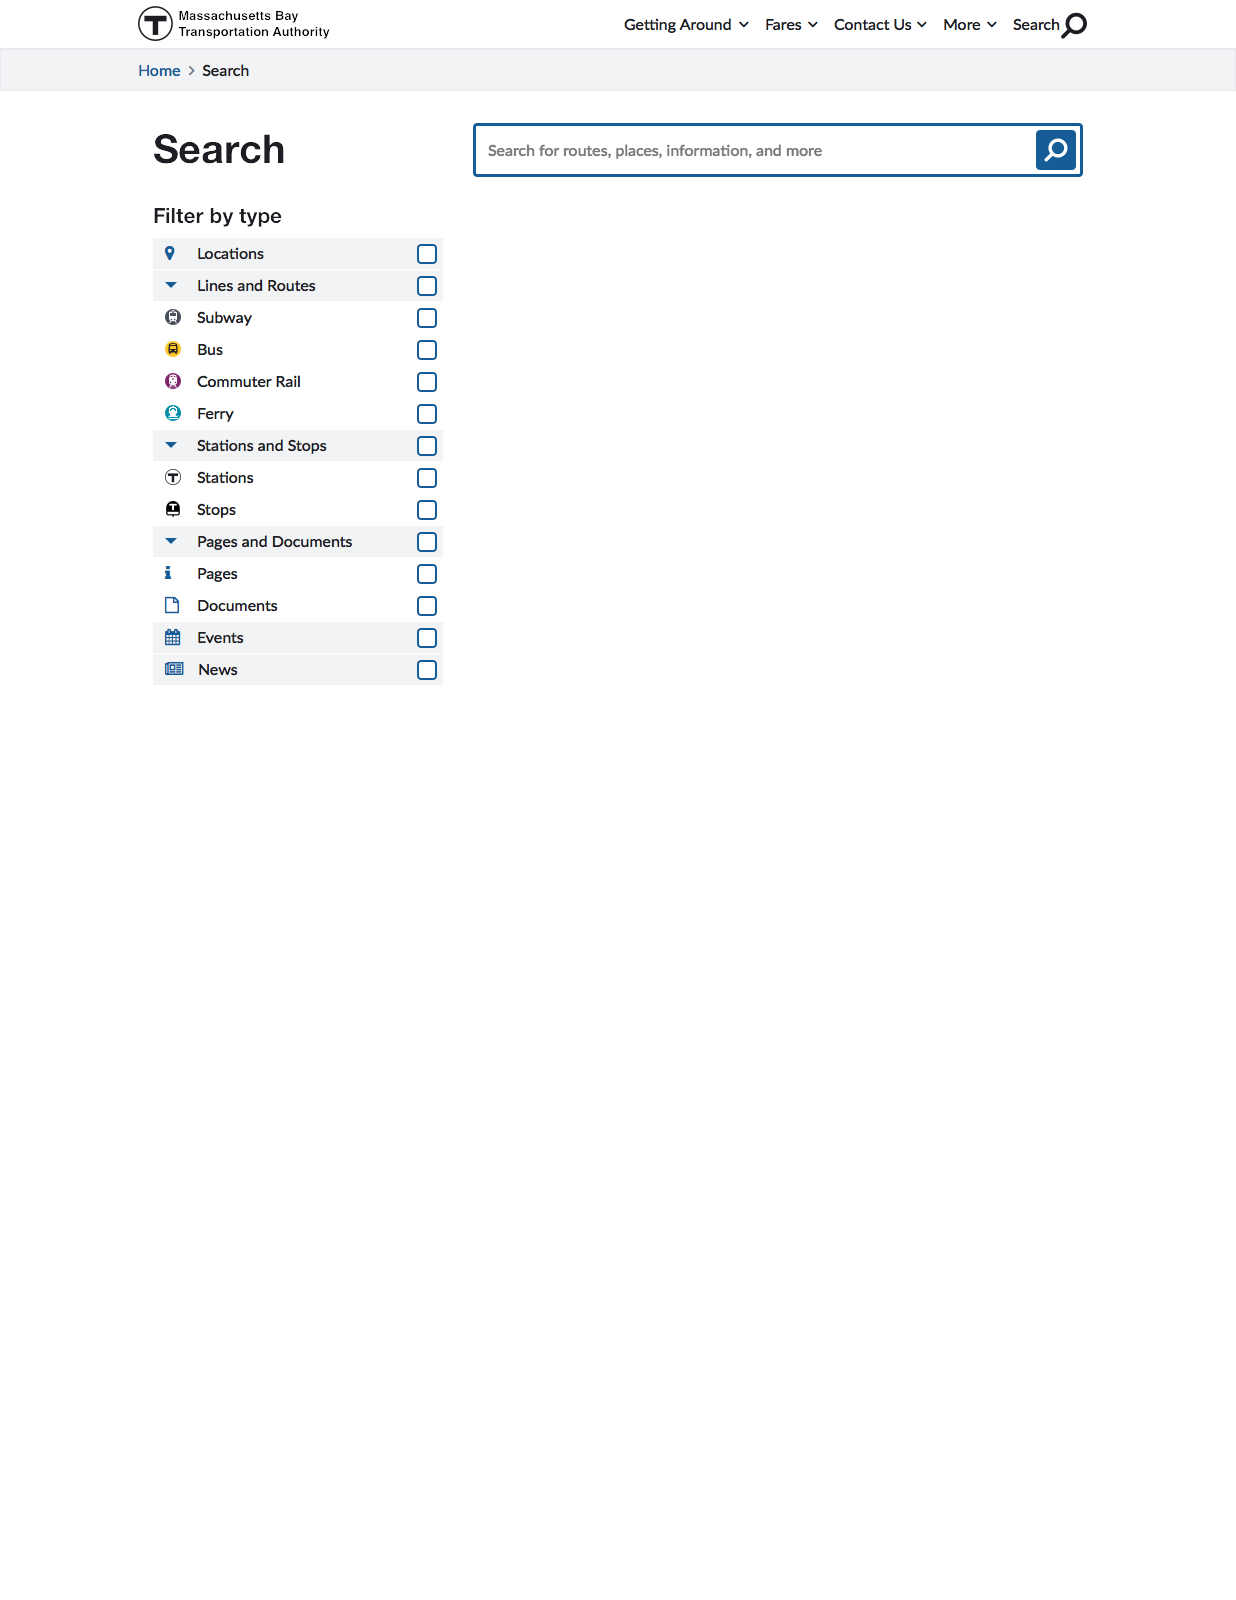 Massachusetts Bay
Transportation Authority
Getting Around
Fares
Contact Us
More
Search
Home > Search
Search
Search for routes, places, information, and more
Filter by type
Locations
Lines and Routes
Subway
Bus
Commuter Rail
Ferry
Stations and Stops
Stations
Stops
Pages and Documents
Pages
Documents
Events
News